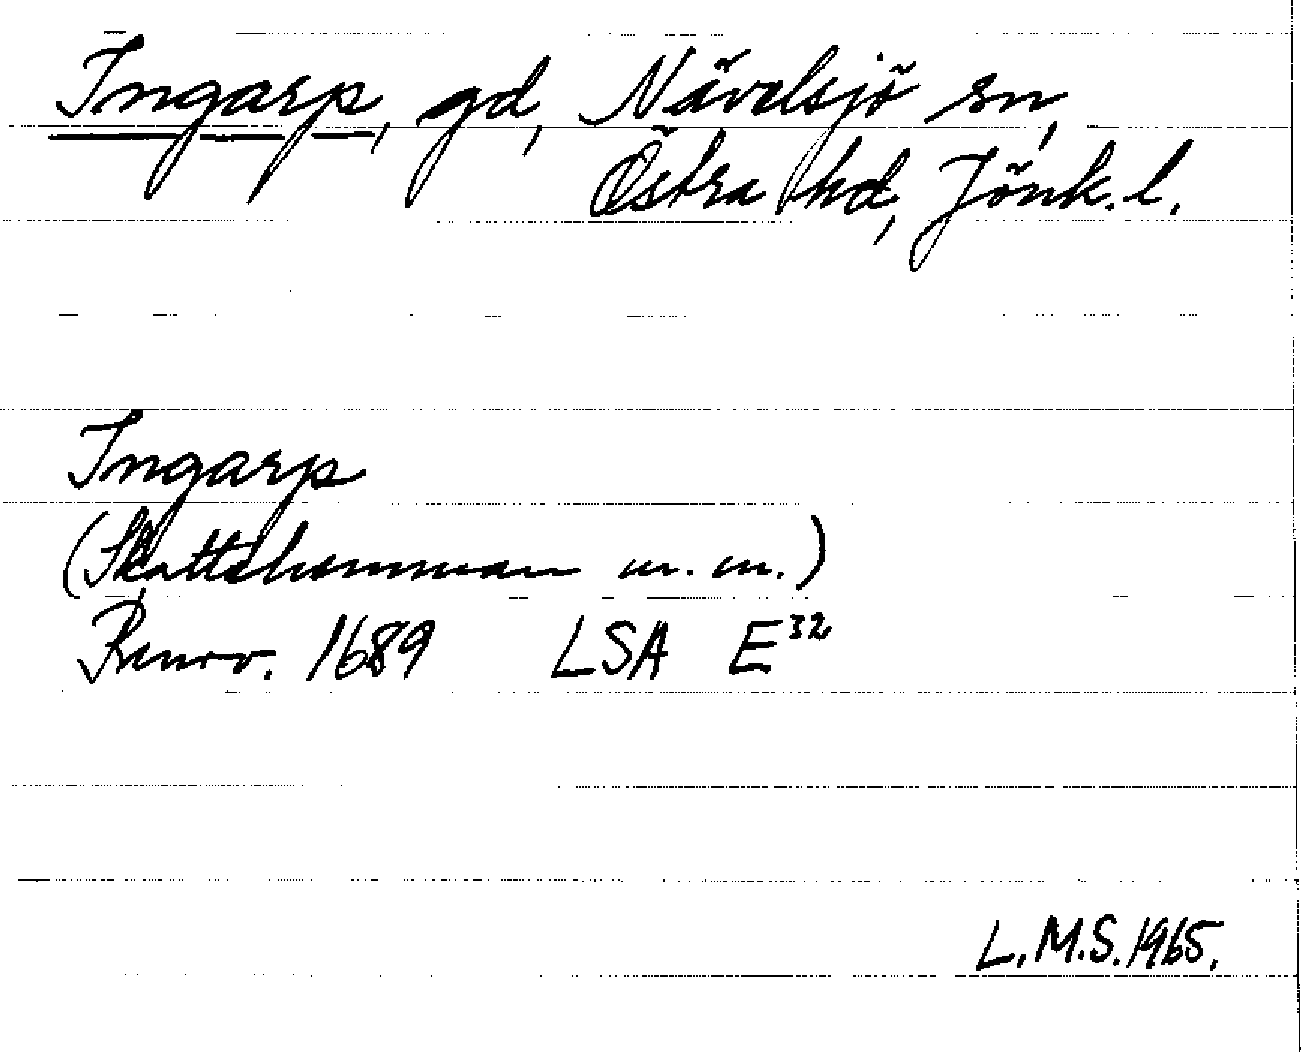 Ingarp, gd, Nävelsjö sn,
Östra hd, Jönk. l.
Ingarp
(Skattehemman m. m.)
Renov. 1689 LSA E³²
L.M.S. 1965.